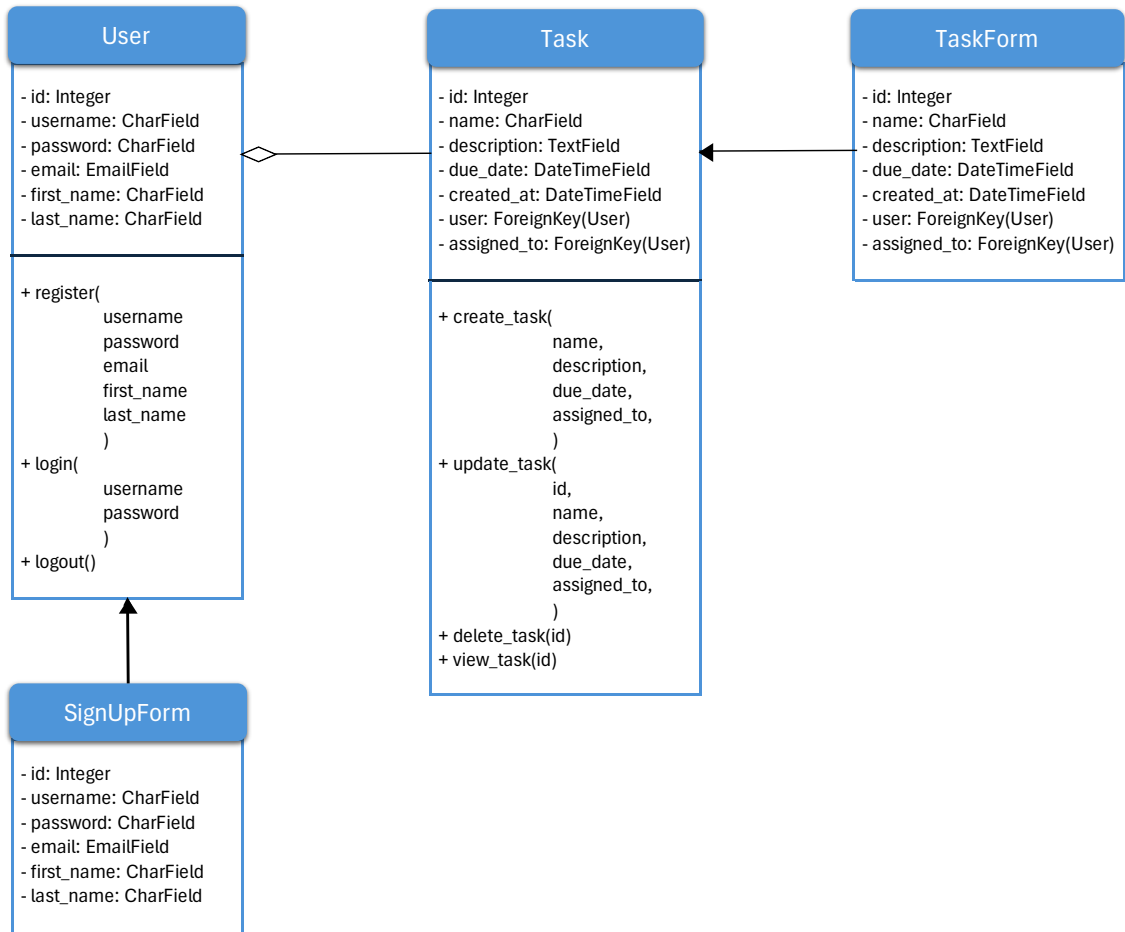 User
- id: Integer
- username: CharField
- password: CharField
- email: EmailField
- first_name: CharField
- last_name: CharField
+ register(
username
password
email
first_name
last_name
)
+ login(
username
password
)
+ logout()
Task
- id: Integer
- name: CharField
- description: TextField
- due_date: DateTimeField
- created_at: DateTimeField
- user: ForeignKey(User)
- assigned_to: ForeignKey(User)
+ create_task(
name,
description,
due_date,
assigned_to,
)
+ update_task(
id,
name,
description,
due_date,
assigned_to,
)
+ delete_task(id)
+ view_task(id)
TaskForm
- id: Integer
- name: CharField
- description: TextField
- due_date: DateTimeField
- created_at: DateTimeField
- user: ForeignKey(User)
- assigned_to: ForeignKey(User)
SignUpForm
- id: Integer
- username: CharField
- password: CharField
- email: EmailField
- first_name: CharField
- last_name: CharField